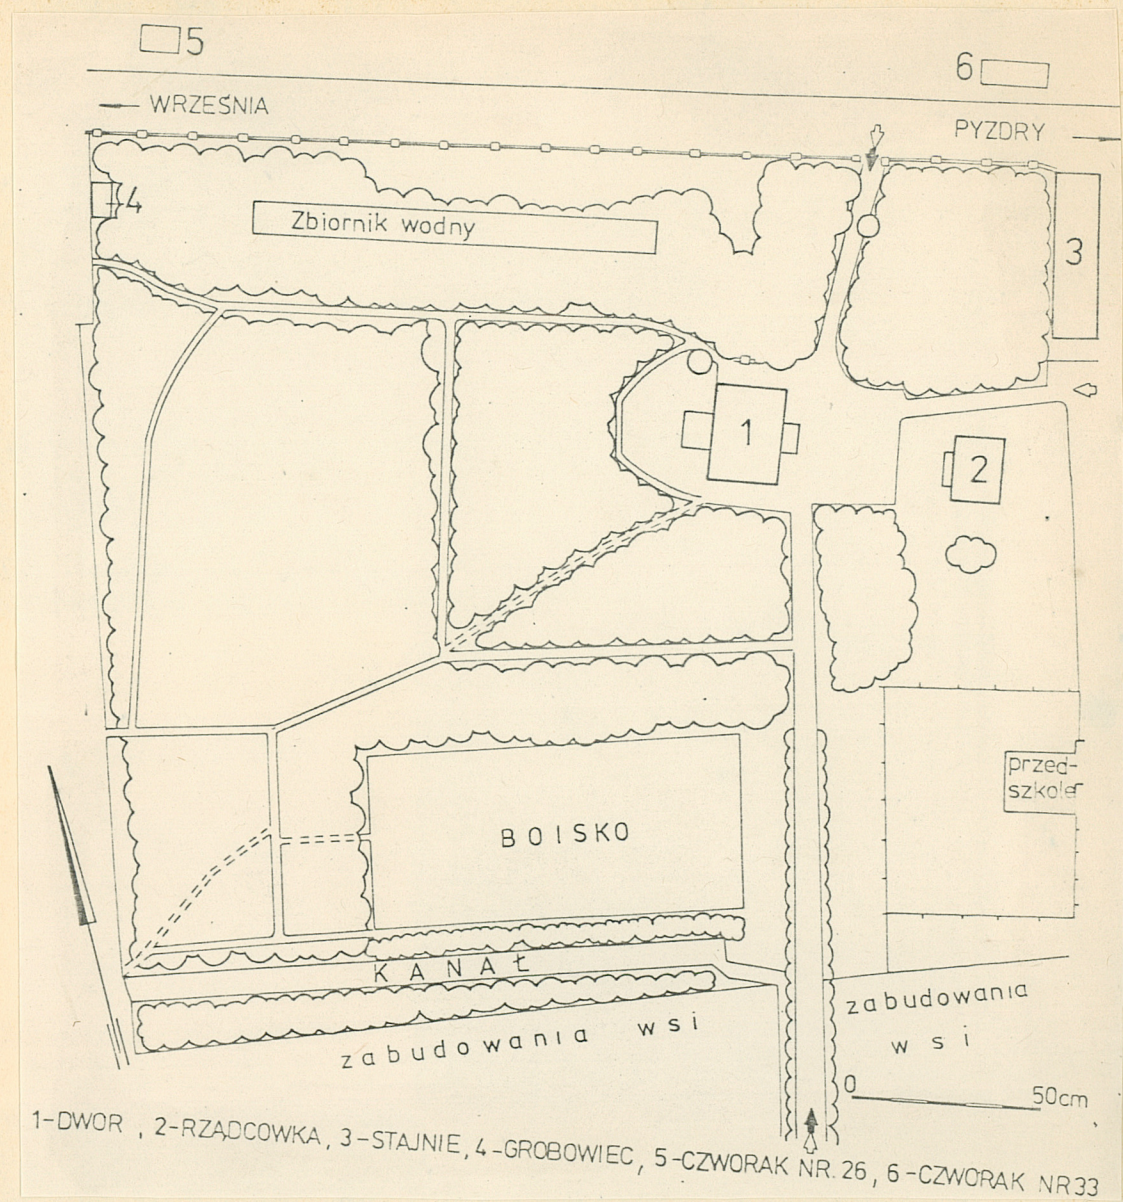 5
6
WRZEŚNIA
PYZDRY
4
Zbiornik wodny
3
1
2
przed-
szkole
BOISKO
KANAŁ
zabudowania wsi
zabudowania
wsi
0 50cm
1-DWOR , 2-RZĄDCOWKA, 3-STAJNIE, 4-GROBOWIEC, 5-CZWORAK NR. 26, 6-CZWORAK NR33